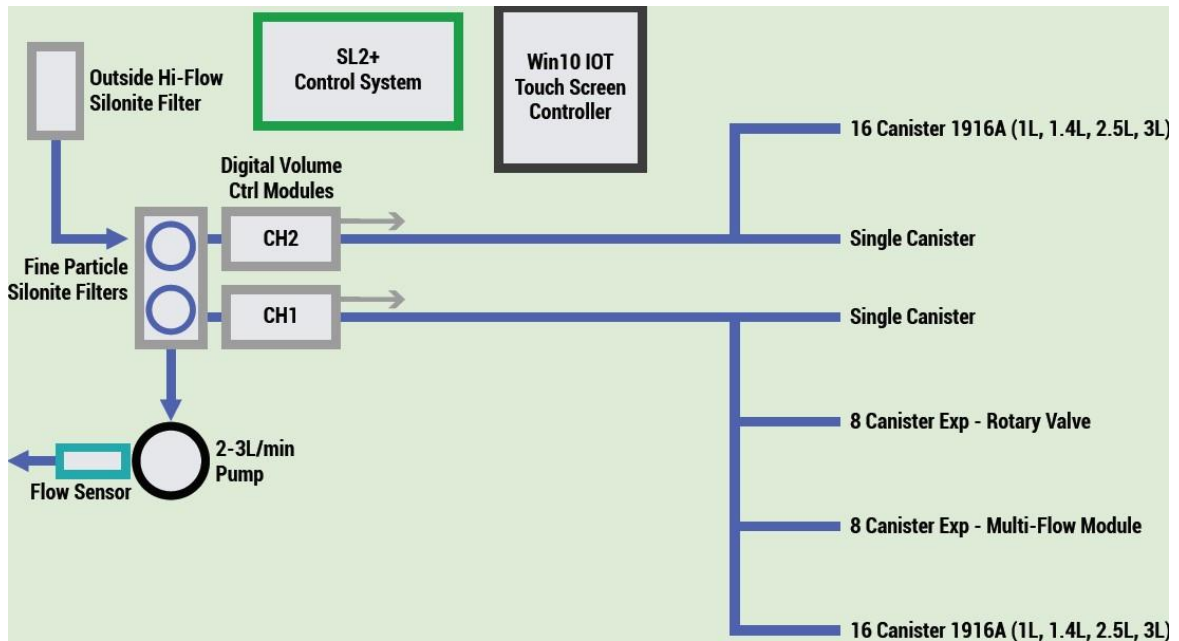 Outside Hi-Flow
Silonite Filter
SL2+
Control System
Win10 IOT
Touch Screen
Controller
16 Canister 1916A (1L, 1.4L, 2.5L, 3L)
Digital Volume
Ctrl Modules
CH2
Single Canister
Fine Particle
Silonite Filters
CH1
Single Canister
8 Canister Exp - Rotary Valve
2-3L/min
Pump
Flow Sensor
8 Canister Exp - Multi-Flow Module
16 Canister 1916A (1L, 1.4L, 2.5L, 3L)